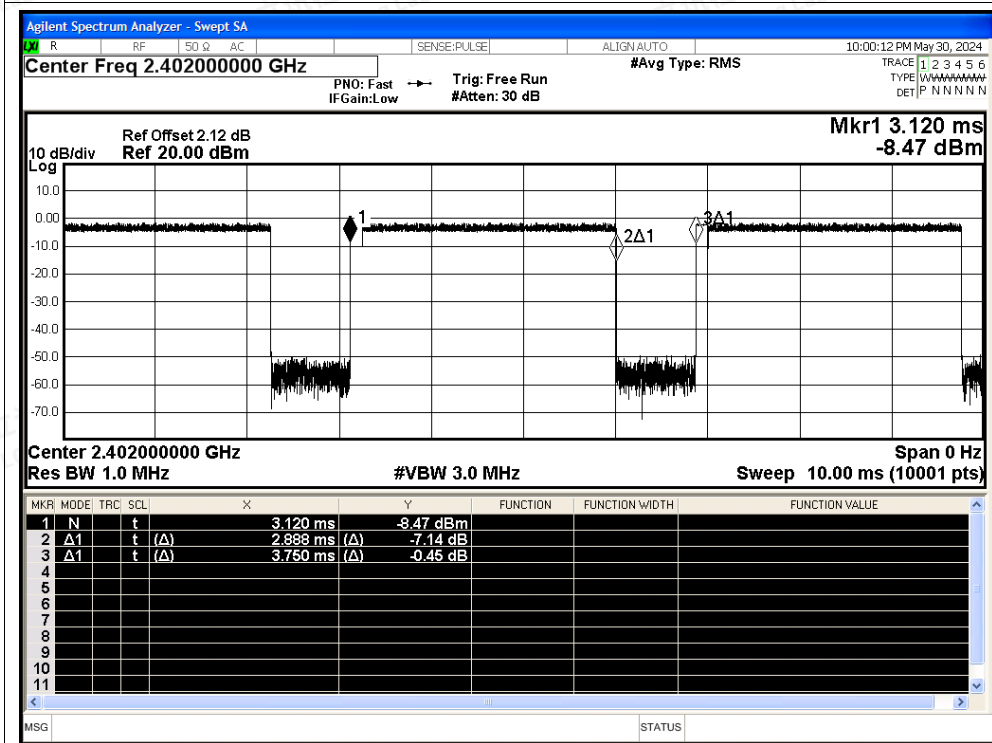 Agilent Spectrum Analyzer - Swept SA
LXI R RF 50 Ω AC SENSE:PULSE ALIGN AUTO 10:00:12 PM May 30, 2024
Center Freq 2.402000000 GHz
#Avg Type: RMS
TRACE 1 2 3 4 5 6
TYPE W
DET P N N N N N
PNO: Fast
IFGain:Low
Trig: Free Run
#Atten: 30 dB
Mkr1 3.120 ms
-8.47 dBm
Ref Offset 2.12 dB
10 dB/div Ref 20.00 dBm
Log
10.0
0.00
-10.0
-20.0
-30.0
-40.0
-50.0
-60.0
-70.0
1
2Δ1
3Δ1
Center 2.402000000 GHz Span 0 Hz
Res BW 1.0 MHz #VBW 3.0 MHz Sweep 10.00 ms (10001 pts)
MKR MODE TRC SCL X Y FUNCTION FUNCTION WIDTH FUNCTION VALUE
1 N t 3.120 ms -8.47 dBm
2 Δ1 t (Δ) 2.888 ms (Δ) -7.14 dB
3 Δ1 t (Δ) 3.750 ms (Δ) -0.45 dB
4
5
6
7
8
9
10
11
MSG STATUS